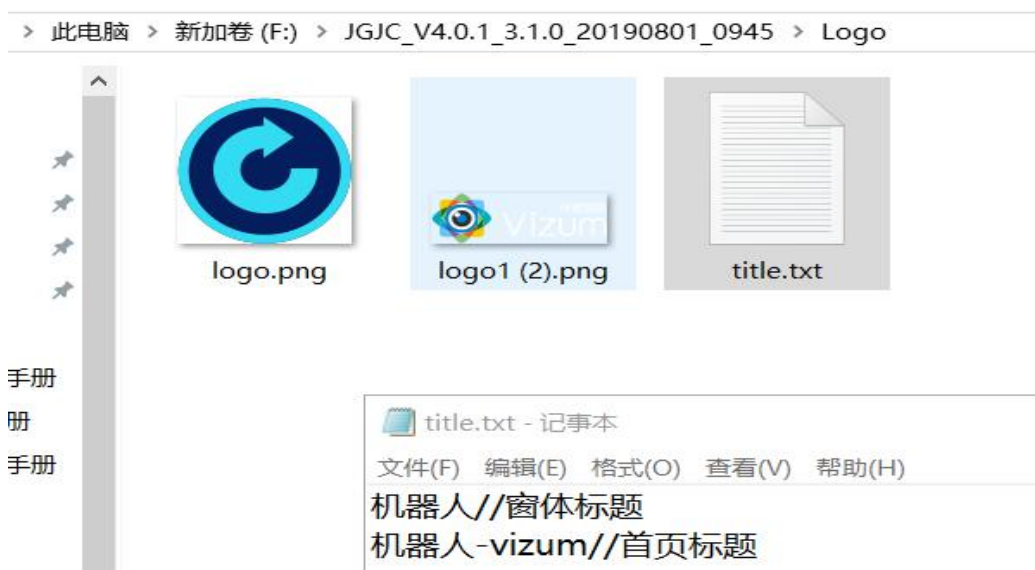 > 此电脑 > 新加卷 (F:) > JGJC_V4.0.1_3.1.0_20190801_0945 > Logo
Vizum
logo.png
logo1 (2).png
title.txt
手册
册
手册
title.txt - 记事本
文件(F) 编辑(E) 格式(O) 查看(V) 帮助(H)
机器人//窗体标题
机器人-vizum//首页标题